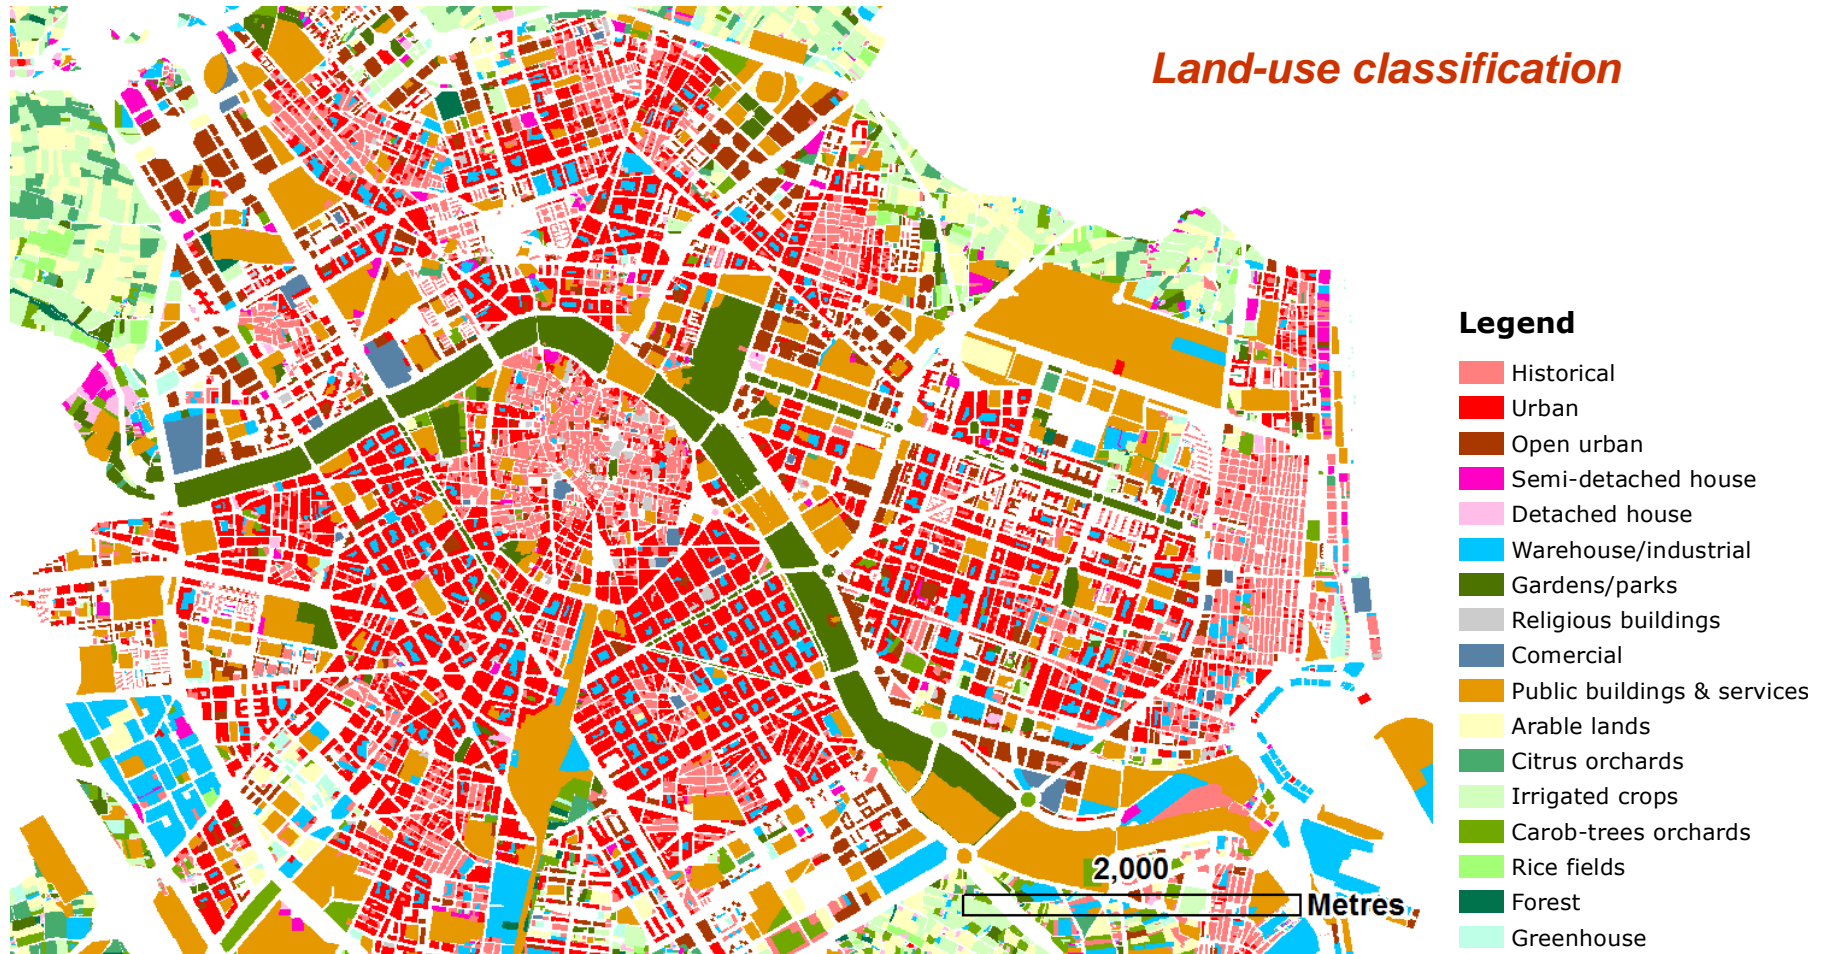 Land-use classification
Legend
Historical
Urban
Open urban
Semi-detached house
Detached house
Warehouse/industrial
Gardens/parks
Religious buildings
Comercial
Public buildings & services
Arable lands
Citrus orchards
Irrigated crops
Carob-trees orchards
Rice fields
Forest
Greenhouse
2,000
Metres